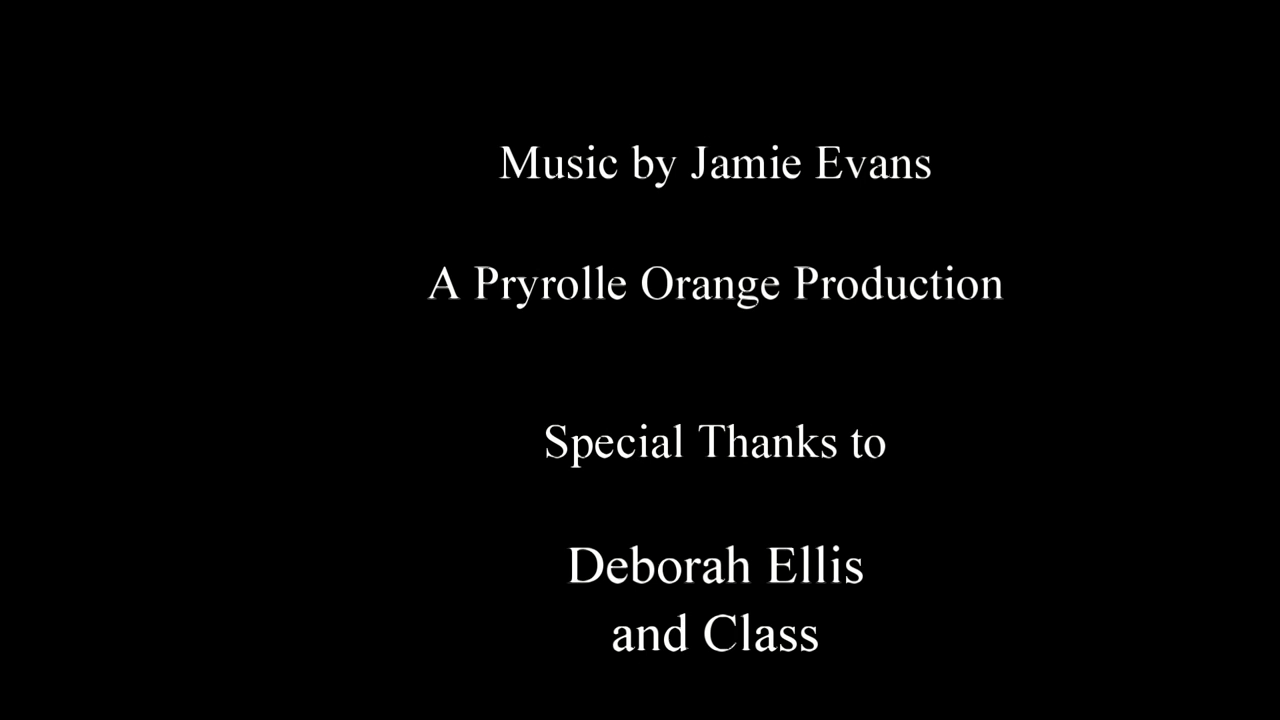 Music by Jamie Evans
A Pryrolle Orange Production
Special Thanks to
Deborah Ellis
and Class